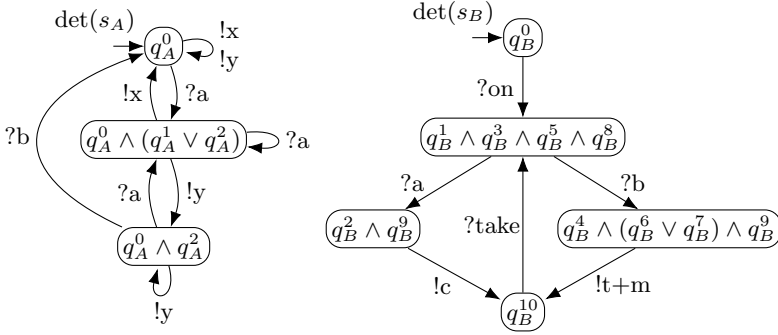 det(s_A)
q_A^0
!x
!y
!x
?a
q_A^0 ∧ (q_A^1 ∨ q_A^2)
?a
?b
?a
!y
q_A^0 ∧ q_A^2
!y
det(s_B)
q_B^0
?on
q_B^1 ∧ q_B^3 ∧ q_B^5 ∧ q_B^8
?a
?b
?take
q_B^2 ∧ q_B^9
q_B^4 ∧ (q_B^6 ∨ q_B^7) ∧ q_B^9
!c
!t+m
q_B^10